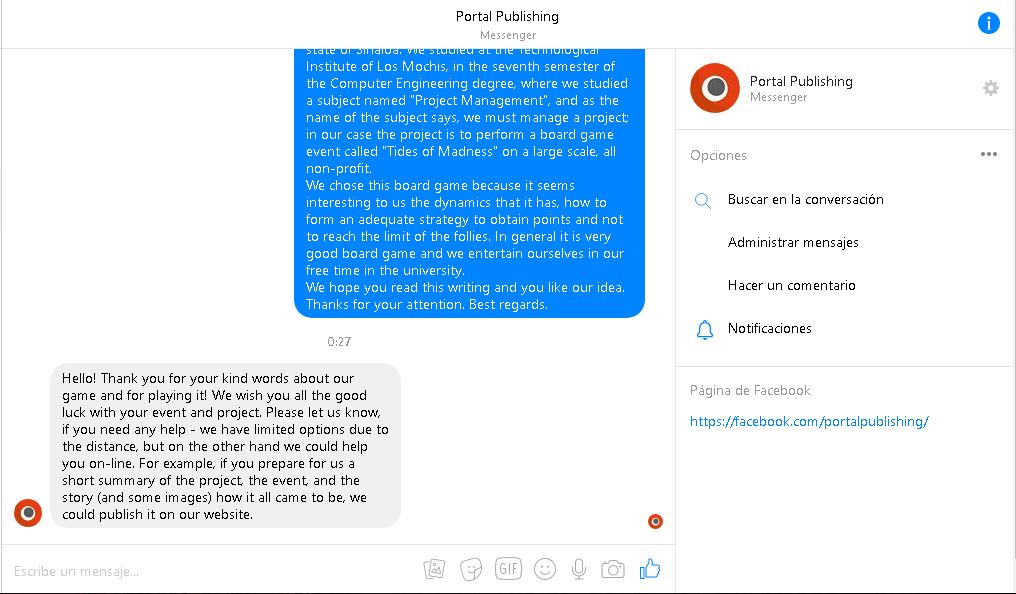 Portal Publishing
Messenger
state of Sinaloa. We studied at the Technological
Institute of Los Mochis, in the seventh semester of
the Computer Engineering degree, where we studied
a subject named "Project Management", and as the
name of the subject says, we must manage a project;
in our case the project is to perform a board game
event called "Tides of Madness" on a large scale, all
non-profit.
We chose this board game because it seems
interesting to us the dynamics that it has, how to
form an adequate strategy to obtain points and not
to reach the limit of the follies. In general it is very
good board game and we entertain ourselves in our
free time in the university.
We hope you read this writing and you like our idea.
Thanks for your attention. Best regards.
0:27
Hello! Thank you for your kind words about our
game and for playing it! We wish you all the good
luck with your event and project. Please let us know,
if you need any help - we have limited options due to
the distance, but on the other hand we could help
you on-line. For example, if you prepare for us a
short summary of the project, the event, and the
story (and some images) how it all came to be, we
could publish it on our website.
Escribe un mensaje...
GIF
Portal Publishing
Messenger
Opciones
Buscar en la conversación
Administrar mensajes
Hacer un comentario
Notificaciones
Página de Facebook
https://facebook.com/portalpublishing/